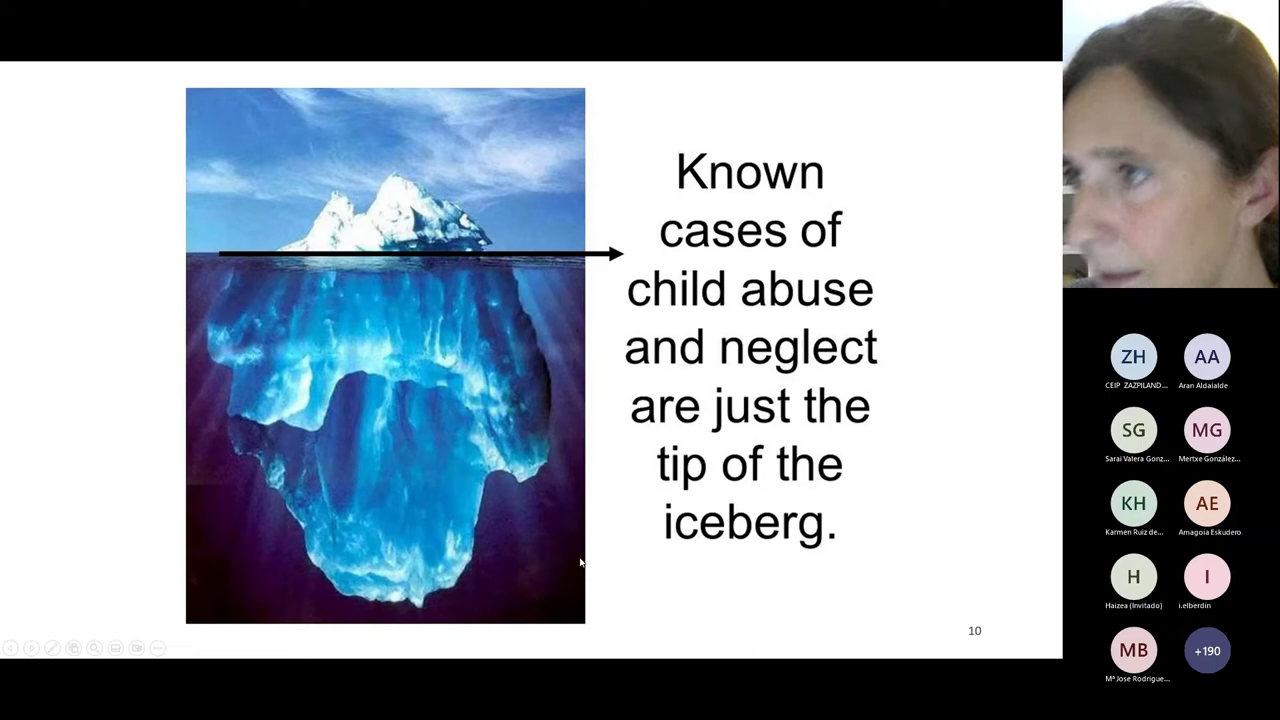 Known
cases of
child abuse
and neglect
are just the
tip of the
iceberg.
10
ZH
AA
CEIP ZAZPILAND...
Aran Aldaialde
SG
MG
Sarai Valera Gonz...
Mertxe González...
KH
AE
Karmen Ruiz de...
Amagoia Eskudero
H
I
Haizea (Invitado)
i.elberdin
MB
+190
Mª Jose Rodrigue...